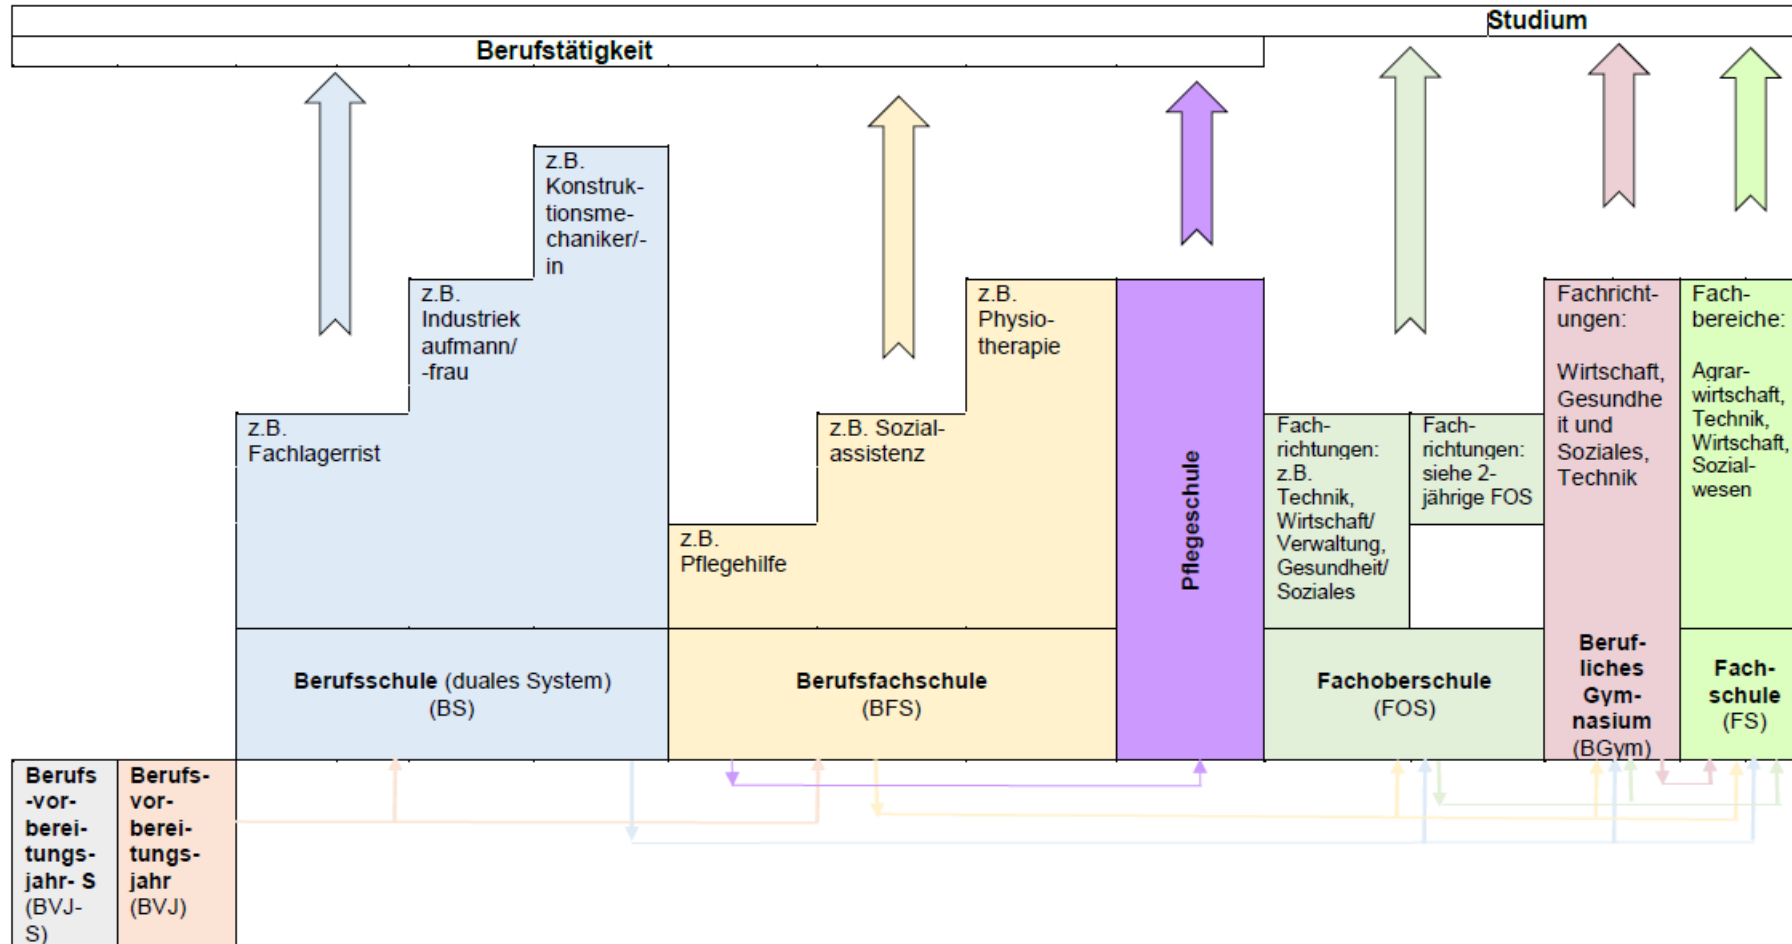 Studium
Berufstätigkeit
z.B.
Konstruk-
tionsme-
chaniker/-
in
z.B.
Industriek
aufmann/
-frau
z.B.
Fachlagerrist
z.B.
Physio-
therapie
z.B. Sozial-
assistenz
z.B.
Pflegehilfe
Pflegeschule
Fach-
richtungen:
z.B.
Technik,
Wirtschaft/
Verwaltung,
Gesundheit/
Soziales
Fach-
richtungen:
siehe 2-
jährige FOS
Fachricht-
ungen:
Wirtschaft,
Gesundhe
it und
Soziales,
Technik
Fach-
bereiche:
Agrar-
wirtschaft,
Technik,
Wirtschaft,
Sozial-
wesen
Berufsschule (duales System)
(BS)
Berufsfachschule
(BFS)
Fachoberschule
(FOS)
Beruf-
liches
Gym-
nasium
(BGym)
Fach-
schule
(FS)
Berufs
-vor-
berei-
tungs-
jahr- S
(BVJ-
S)
Berufs-
vor-
berei-
tungs-
jahr
(BVJ)